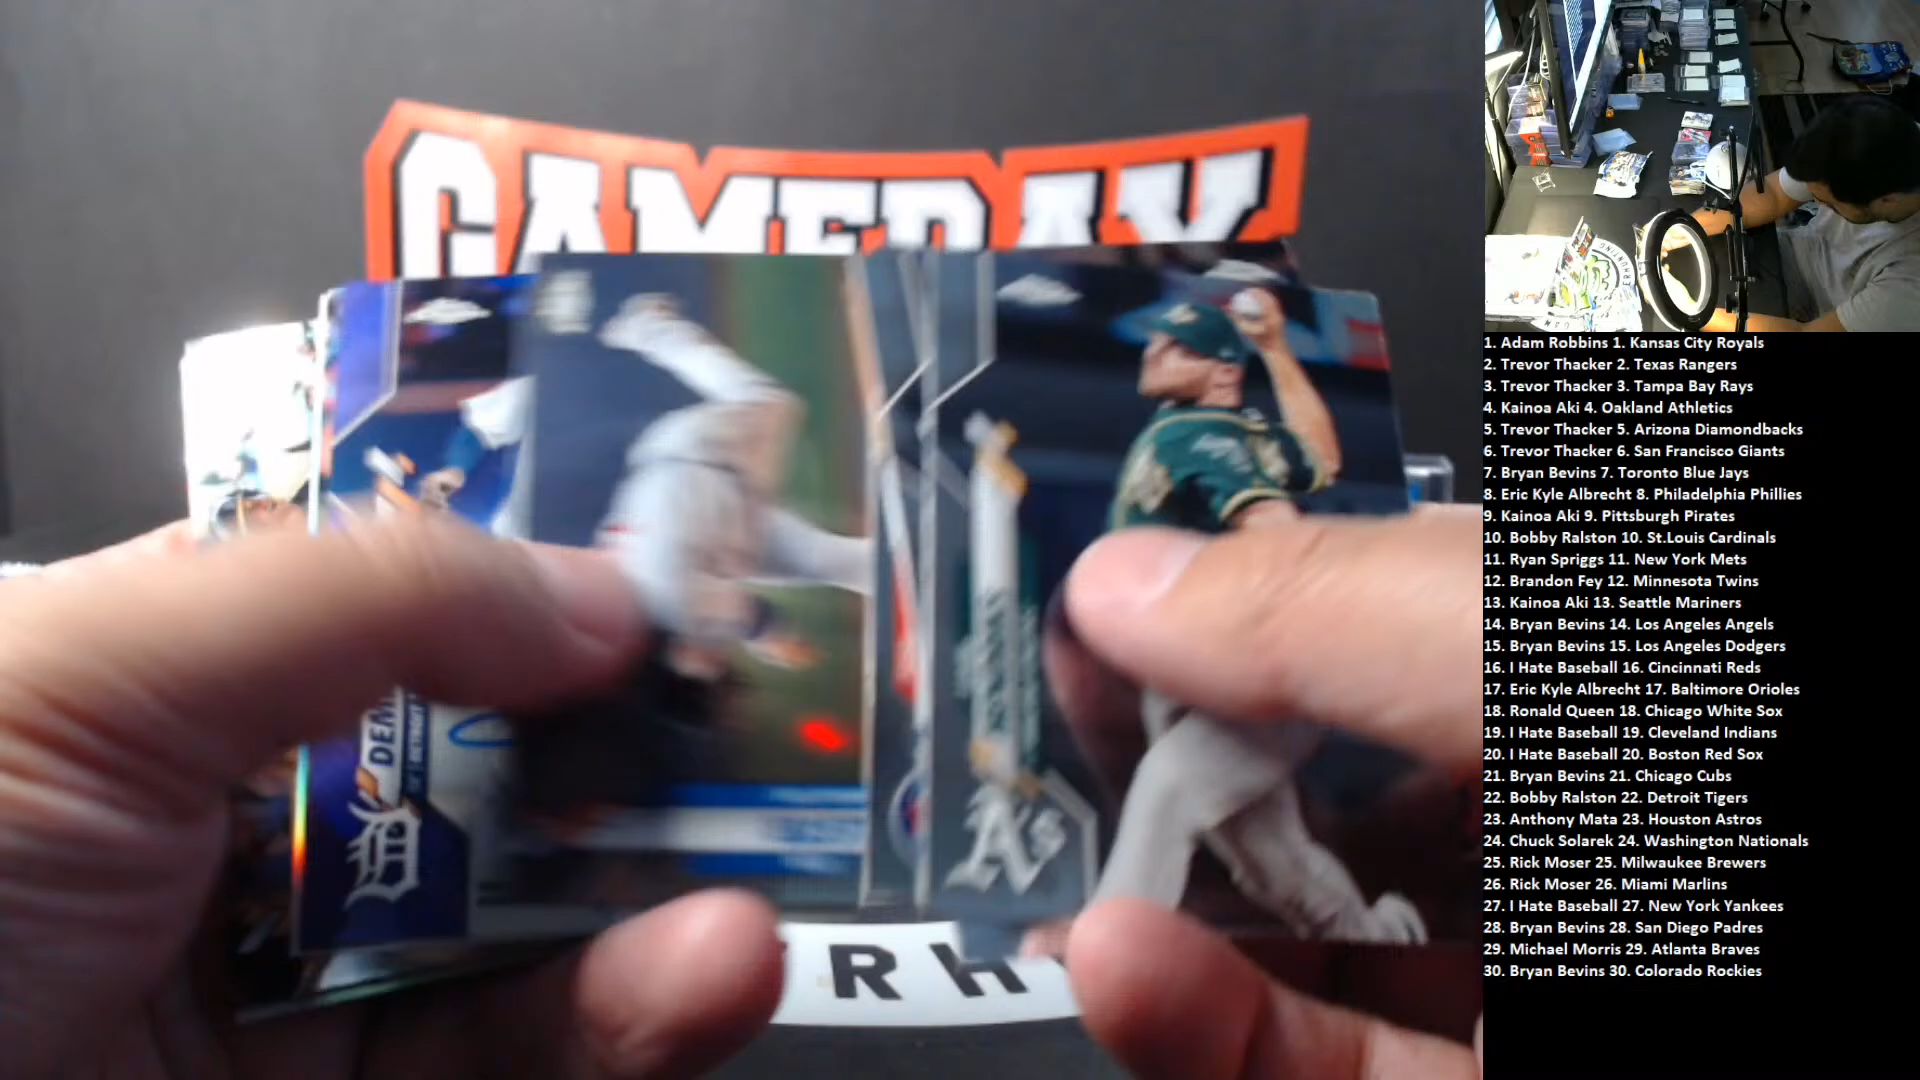 GAMEDAY
1. Adam Robbins 1. Kansas City Royals
2. Trevor Thacker 2. Texas Rangers
3. Trevor Thacker 3. Tampa Bay Rays
4. Kainoa Aki 4. Oakland Athletics
5. Trevor Thacker 5. Arizona Diamondbacks
6. Trevor Thacker 6. San Francisco Giants
7. Bryan Bevins 7. Toronto Blue Jays
8. Eric Kyle Albrecht 8. Philadelphia Phillies
9. Kainoa Aki 9. Pittsburgh Pirates
10. Bobby Ralston 10. St.Louis Cardinals
11. Ryan Spriggs 11. New York Mets
12. Brandon Fey 12. Minnesota Twins
13. Kainoa Aki 13. Seattle Mariners
14. Bryan Bevins 14. Los Angeles Angels
15. Bryan Bevins 15. Los Angeles Dodgers
16. I Hate Baseball 16. Cincinnati Reds
17. Eric Kyle Albrecht 17. Baltimore Orioles
18. Ronald Queen 18. Chicago White Sox
19. I Hate Baseball 19. Cleveland Indians
20. I Hate Baseball 20. Boston Red Sox
21. Bryan Bevins 21. Chicago Cubs
22. Bobby Ralston 22. Detroit Tigers
23. Anthony Mata 23. Houston Astros
24. Chuck Solarek 24. Washington Nationals
25. Rick Moser 25. Milwaukee Brewers
26. Rick Moser 26. Miami Marlins
27. I Hate Baseball 27. New York Yankees
28. Bryan Bevins 28. San Diego Padres
29. Michael Morris 29. Atlanta Braves
30. Bryan Bevins 30. Colorado Rockies
DEM
D
A's
R H